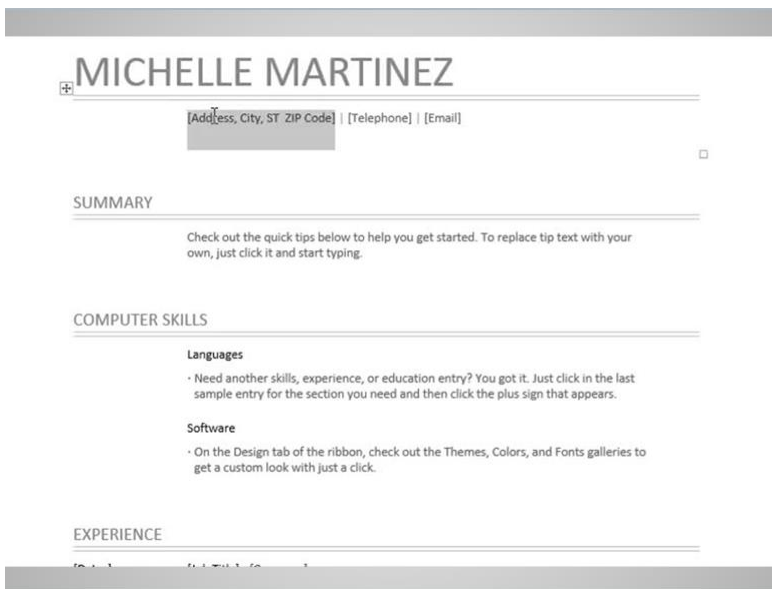 MICHELLE MARTINEZ
[Address, City, ST  ZIP Code] | [Telephone] | [Email]
SUMMARY
Check out the quick tips below to help you get started. To replace tip text with your
own, just click it and start typing.
COMPUTER SKILLS
Languages
· Need another skills, experience, or education entry? You got it. Just click in the last
sample entry for the section you need and then click the plus sign that appears.
Software
· On the Design tab of the ribbon, check out the Themes, Colors, and Fonts galleries to
get a custom look with just a click.
EXPERIENCE